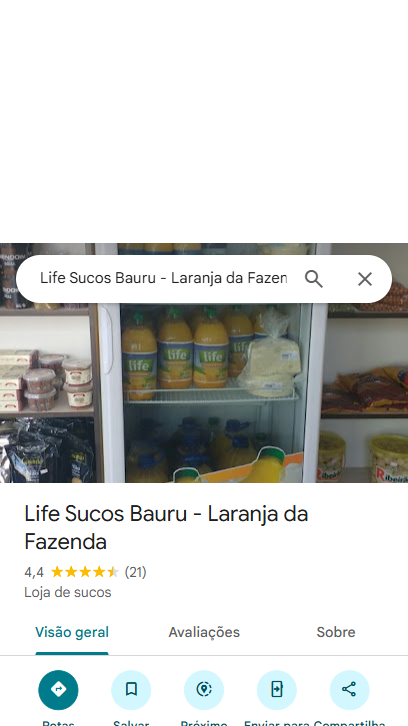 Life Sucos Bauru - Laranja da Fazen
life
life
life
Life Sucos Bauru - Laranja da
Fazenda
4,4 (21)
Loja de sucos
Visão geral Avaliações Sobre
Rotas Salvar Próximo Enviar para Compartilha